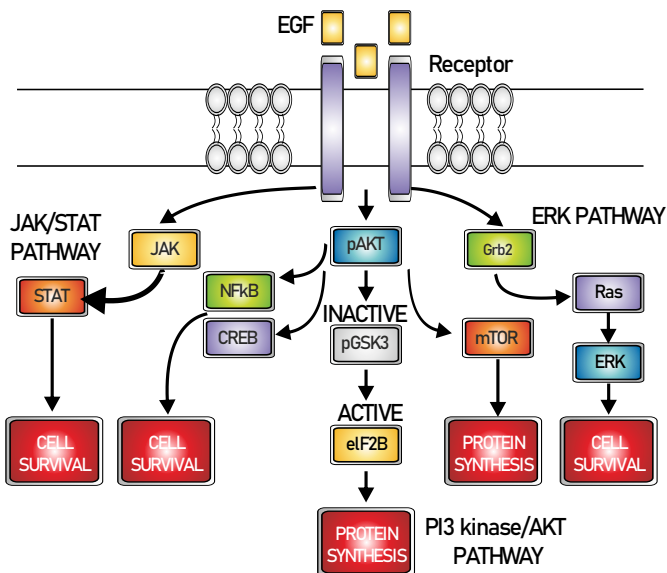 EGF
Receptor
JAK/STAT
PATHWAY
ERK PATHWAY
JAK
pAKT
Grb2
STAT
NFkB
CREB
INACTIVE
pGSK3
mTOR
Ras
ERK
ACTIVE
eIF2B
CELL
SURVIVAL
CELL
SURVIVAL
PROTEIN
SYNTHESIS
CELL
SURVIVAL
PROTEIN
SYNTHESIS
PI3 kinase/AKT
PATHWAY